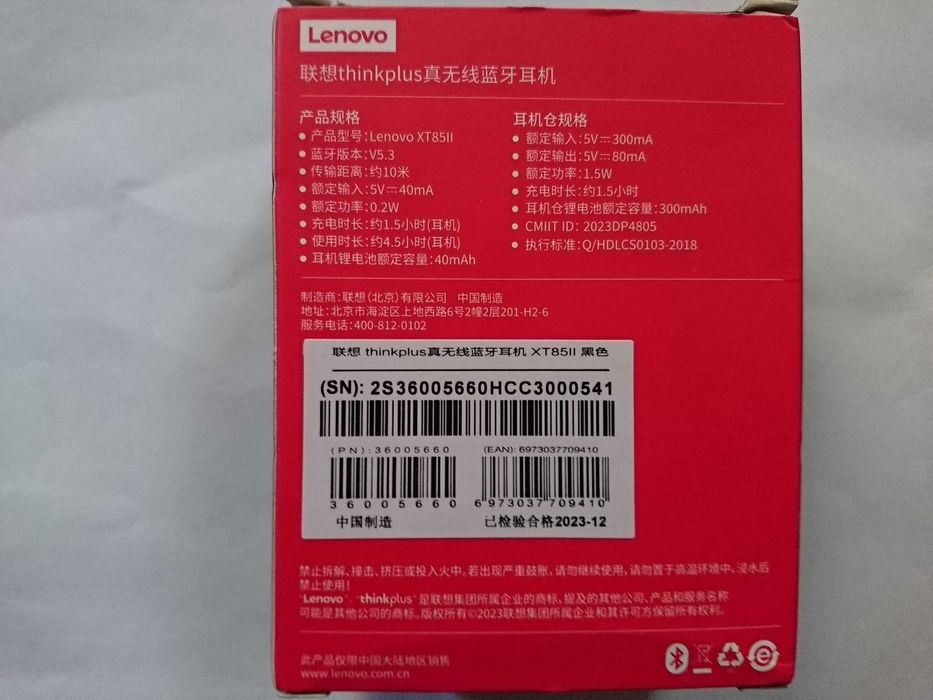 Lenovo
联想thinkplus真无线蓝牙耳机
产品规格
● 产品型号:Lenovo XT85II
● 蓝牙版本:V5.3
● 传输距离:约10米
● 额定输入:5V⎓40mA
● 额定功率:0.2W
● 充电时长:约1.5小时(耳机)
● 使用时长:约4.5小时(耳机)
● 耳机锂电池额定容量:40mAh
耳机仓规格
● 额定输入:5V⎓300mA
● 额定输出:5V⎓80mA
● 额定功率:1.5W
● 充电时长:约1.5小时
● 耳机仓锂电池额定容量:300mAh
● CMIIT ID: 2023DP4805
● 执行标准:Q/HDLCS0103-2018
制造商:联想(北京)有限公司 中国制造
地址:北京市海淀区上地西路6号2幢2层201-H2-6
服务电话:400-812-0102
联想 thinkplus真无线蓝牙耳机 XT85II 黑色
(SN): 2S36005660HCC3000541
(PN):36005660
(EAN): 6973037709410
36005660
6 973037 709410
中国制造
已检验合格2023-12
禁止拆解、撞击、挤压或投入火中。若出现严重鼓胀,请勿继续使用,请勿置于高温环境中,浸水后
禁止使用!
"Lenovo"、"thinkplus"是联想集团所属企业的商标,提及的其他公司、产品和服务名称
可能是其他公司的商标。版权所有©2023联想集团所属企业和其许可方保留所有权利。
此产品仅限中国大陆地区销售
www.lenovo.com.cn